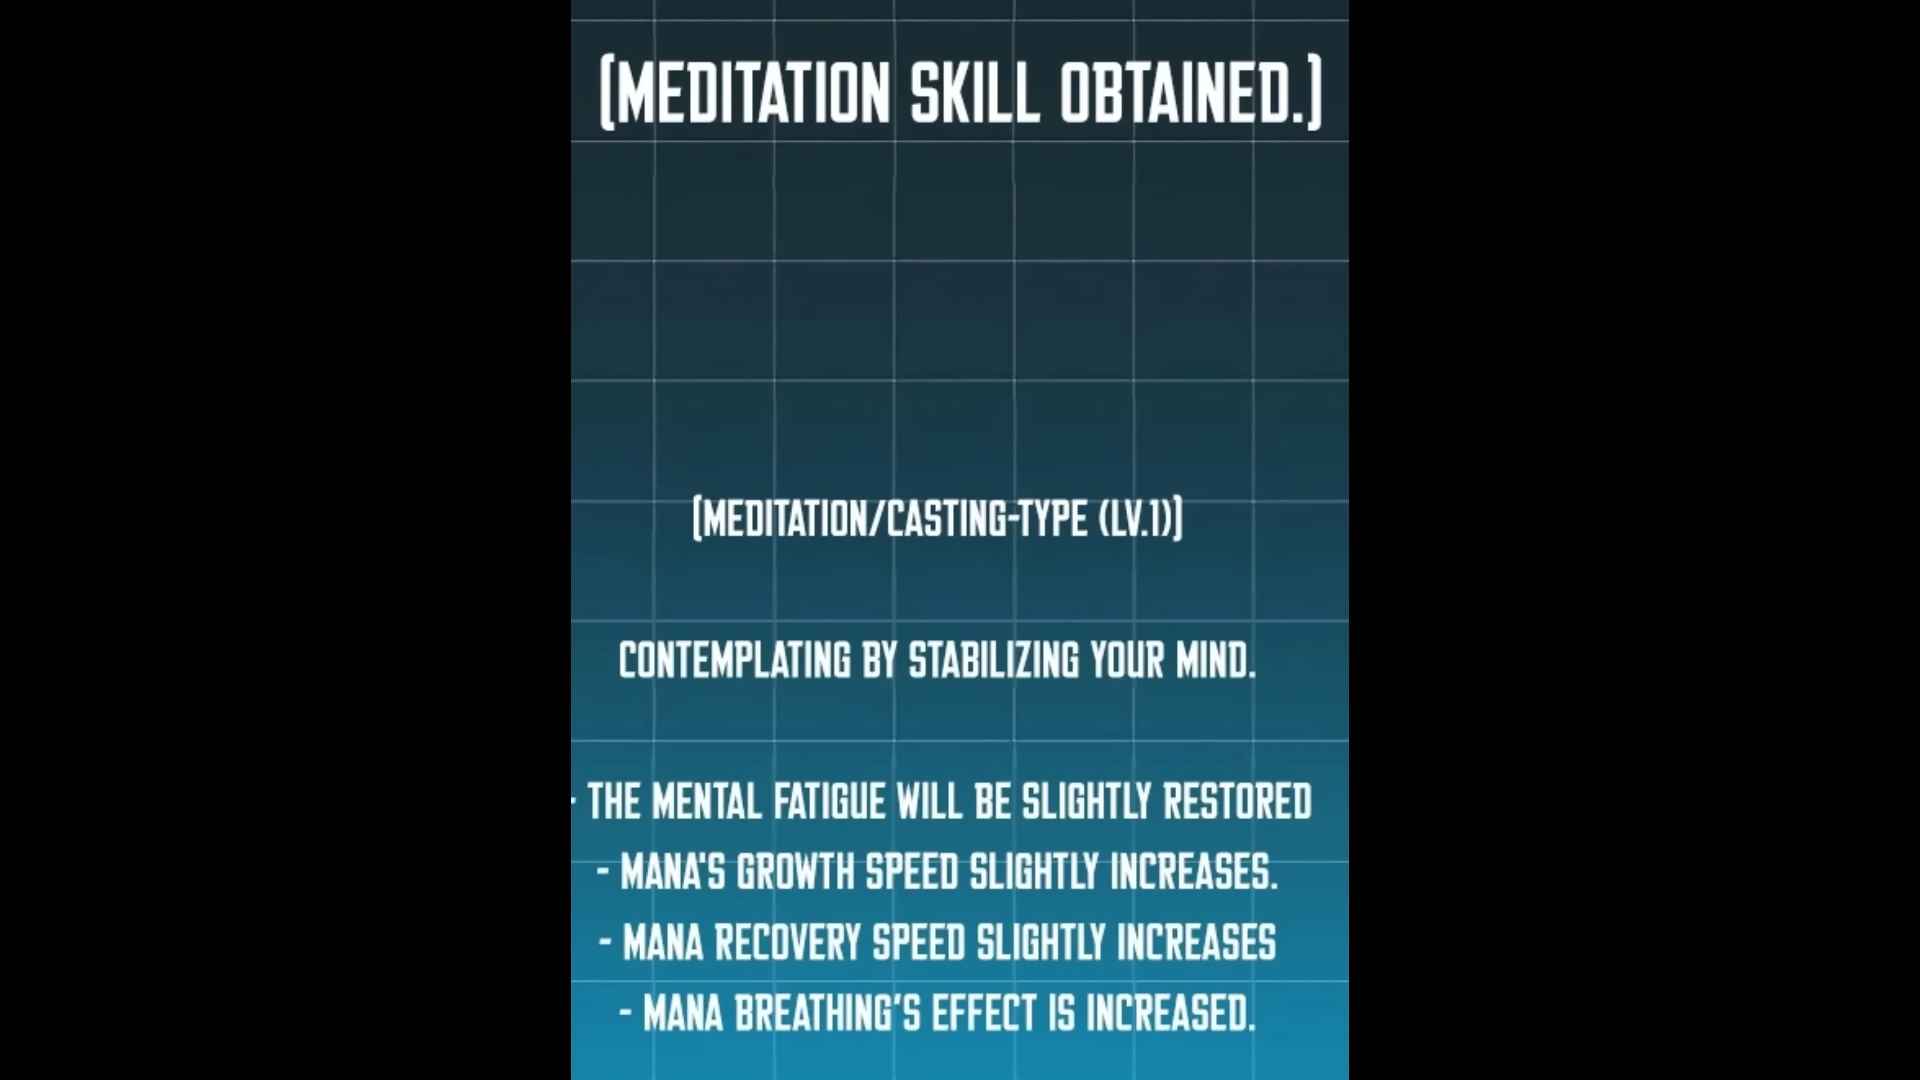 [MEDITATION SKILL OBTAINED.]
[MEDITATION/CASTING-TYPE (LV.1)]
CONTEMPLATING BY STABILIZING YOUR MIND.
- THE MENTAL FATIGUE WILL BE SLIGHTLY RESTORED
- MANA'S GROWTH SPEED SLIGHTLY INCREASES.
- MANA RECOVERY SPEED SLIGHTLY INCREASES
- MANA BREATHING'S EFFECT IS INCREASED.